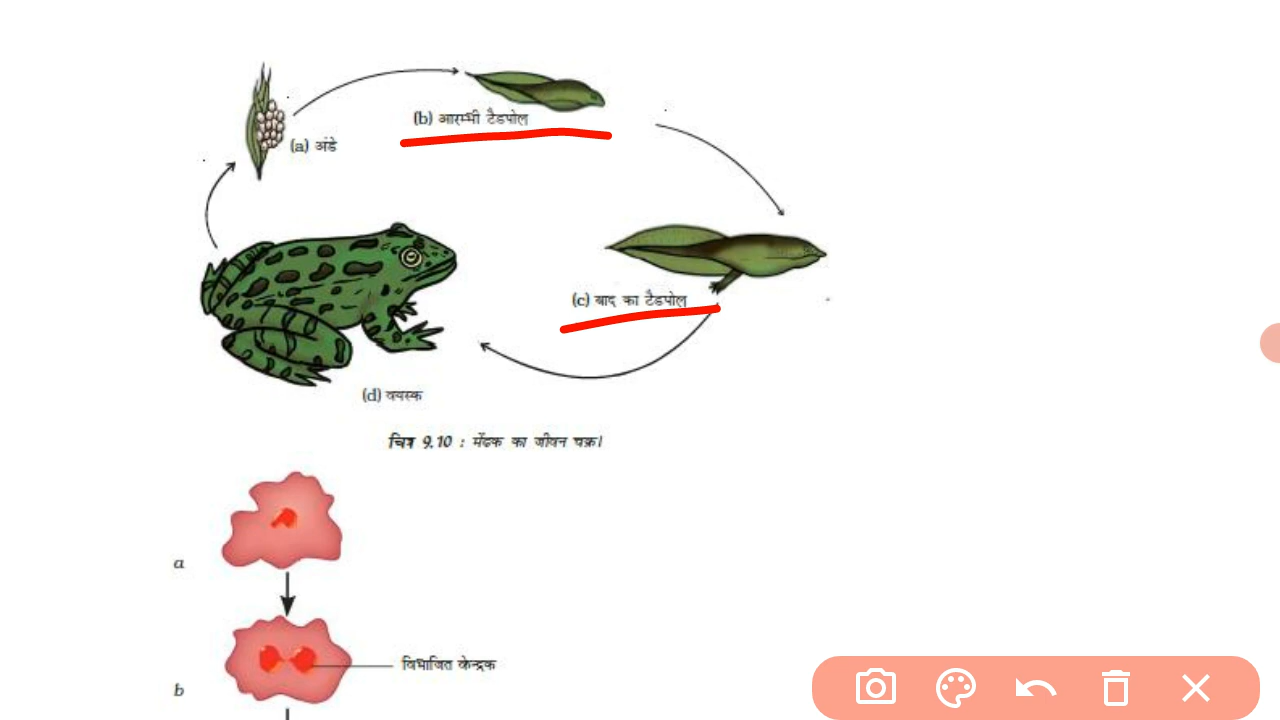 (b) आरम्भी टैडपोल
(a) अंडे
(c) बाद का टैडपोल
(d) वयस्क
चित्र 9.10 : मेंढक का जीवन चक्र।
a
विभाजित केन्द्रक
b